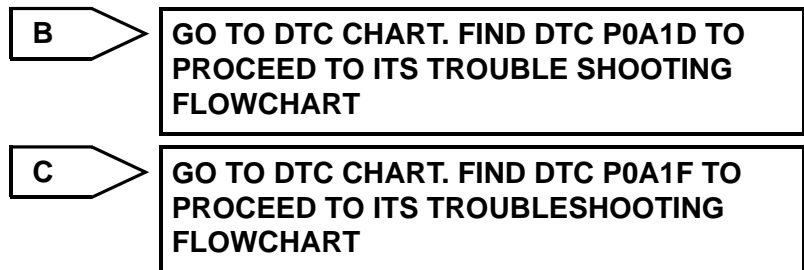 B
GO TO DTC CHART. FIND DTC P0A1D TO
PROCEED TO ITS TROUBLE SHOOTING
FLOWCHART
C
GO TO DTC CHART. FIND DTC P0A1F TO
PROCEED TO ITS TROUBLESHOOTING
FLOWCHART